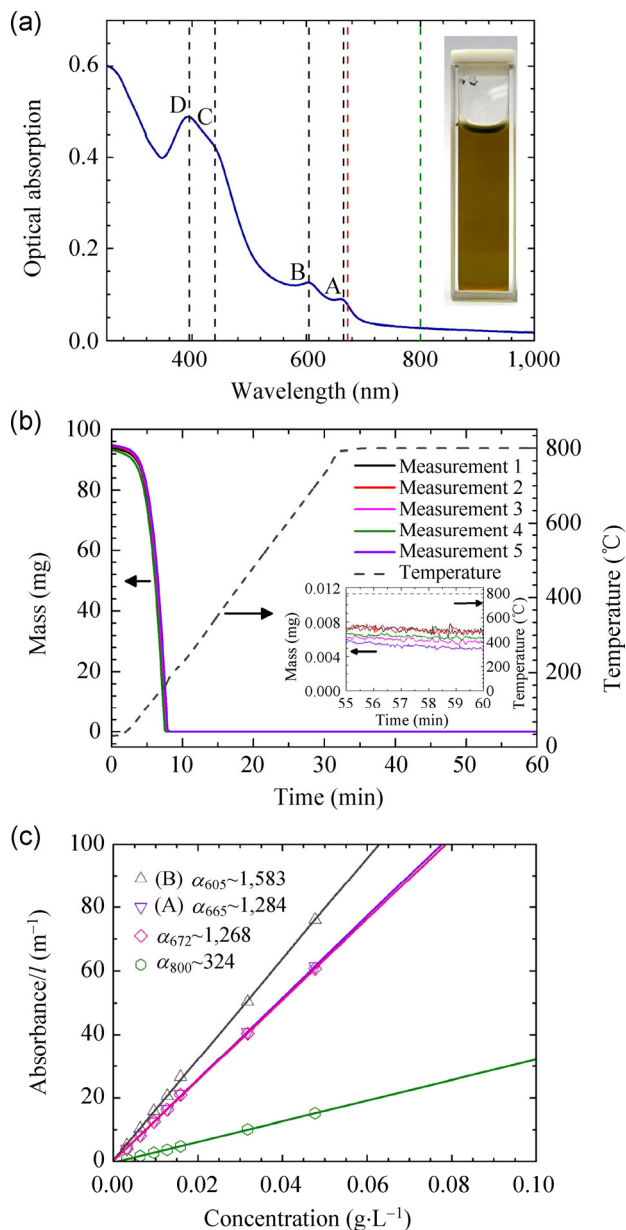 (a)
0.6
0.4
0.2
0.0
Optical absorption
D
C
B
A
400
600
800
1,000
Wavelength (nm)
(b)
100
80
60
40
20
0
Mass (mg)
800
600
400
200
0
Temperature (℃)
Measurement 1
Measurement 2
Measurement 3
Measurement 4
Measurement 5
Temperature
0.012
0.008
0.004
0.000
Mass (mg)
800
600
400
200
0
Temperature (℃)
55 56 57 58 59 60
Time (min)
0 10 20 30 40 50 60
Time (min)
(c)
100
80
60
40
20
0
Absorbance/l (m⁻¹)
(B) α₆₀₅~1,583
(A) α₆₆₅~1,284
α₆₇₂~1,268
α₈₀₀~324
0.00 0.02 0.04 0.06 0.08 0.10
Concentration (g·L⁻¹)